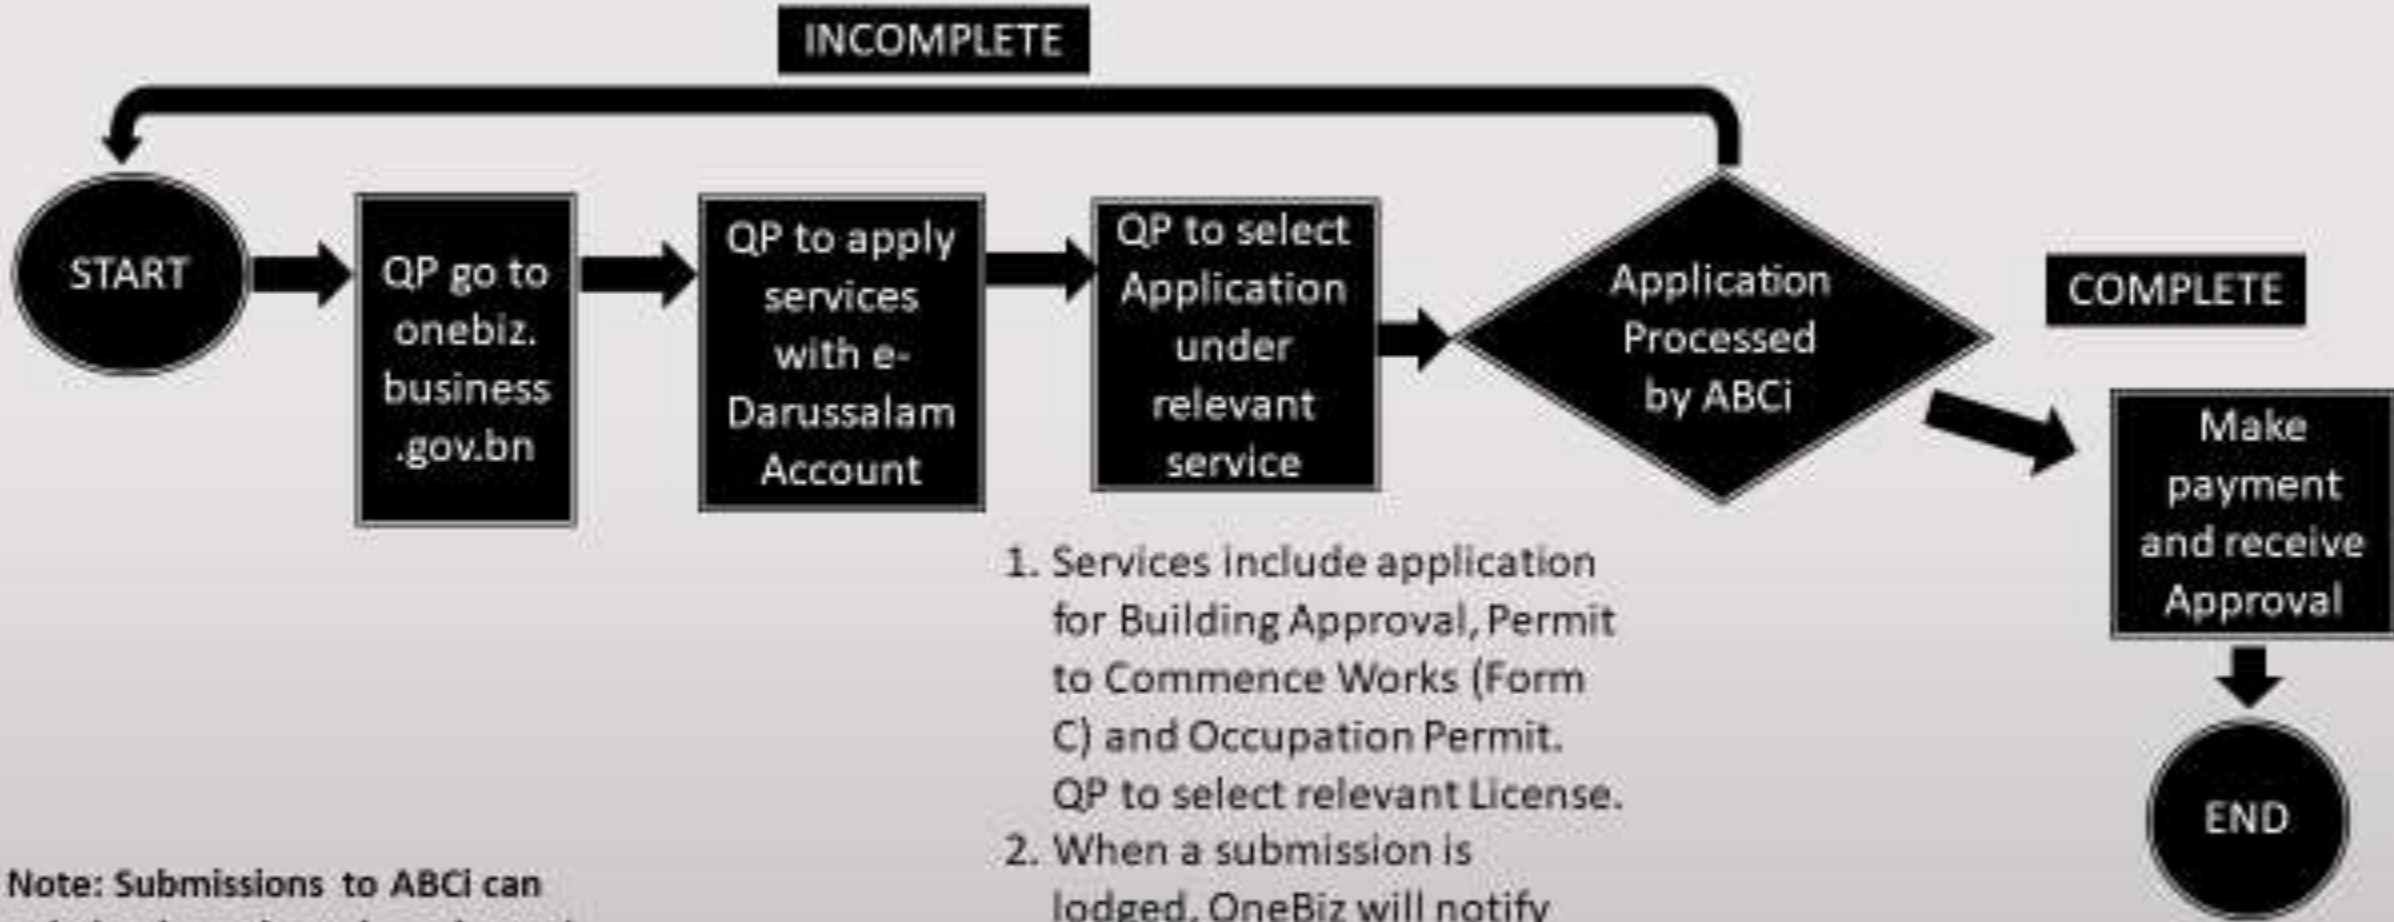 INCOMPLETE
START
QP go to
onebiz.
business
.gov.bn
QP to apply
services
with e-
Darussalam
Account
QP to select
Application
under
relevant
service
Application
Processed
by ABCi
COMPLETE
Make
payment
and receive
Approval
END
1. Services include application
for Building Approval, Permit
to Commence Works (Form
C) and Occupation Permit.
QP to select relevant License.
2. When a submission is
lodged, OneBiz will notify
Note: Submissions to ABCi can